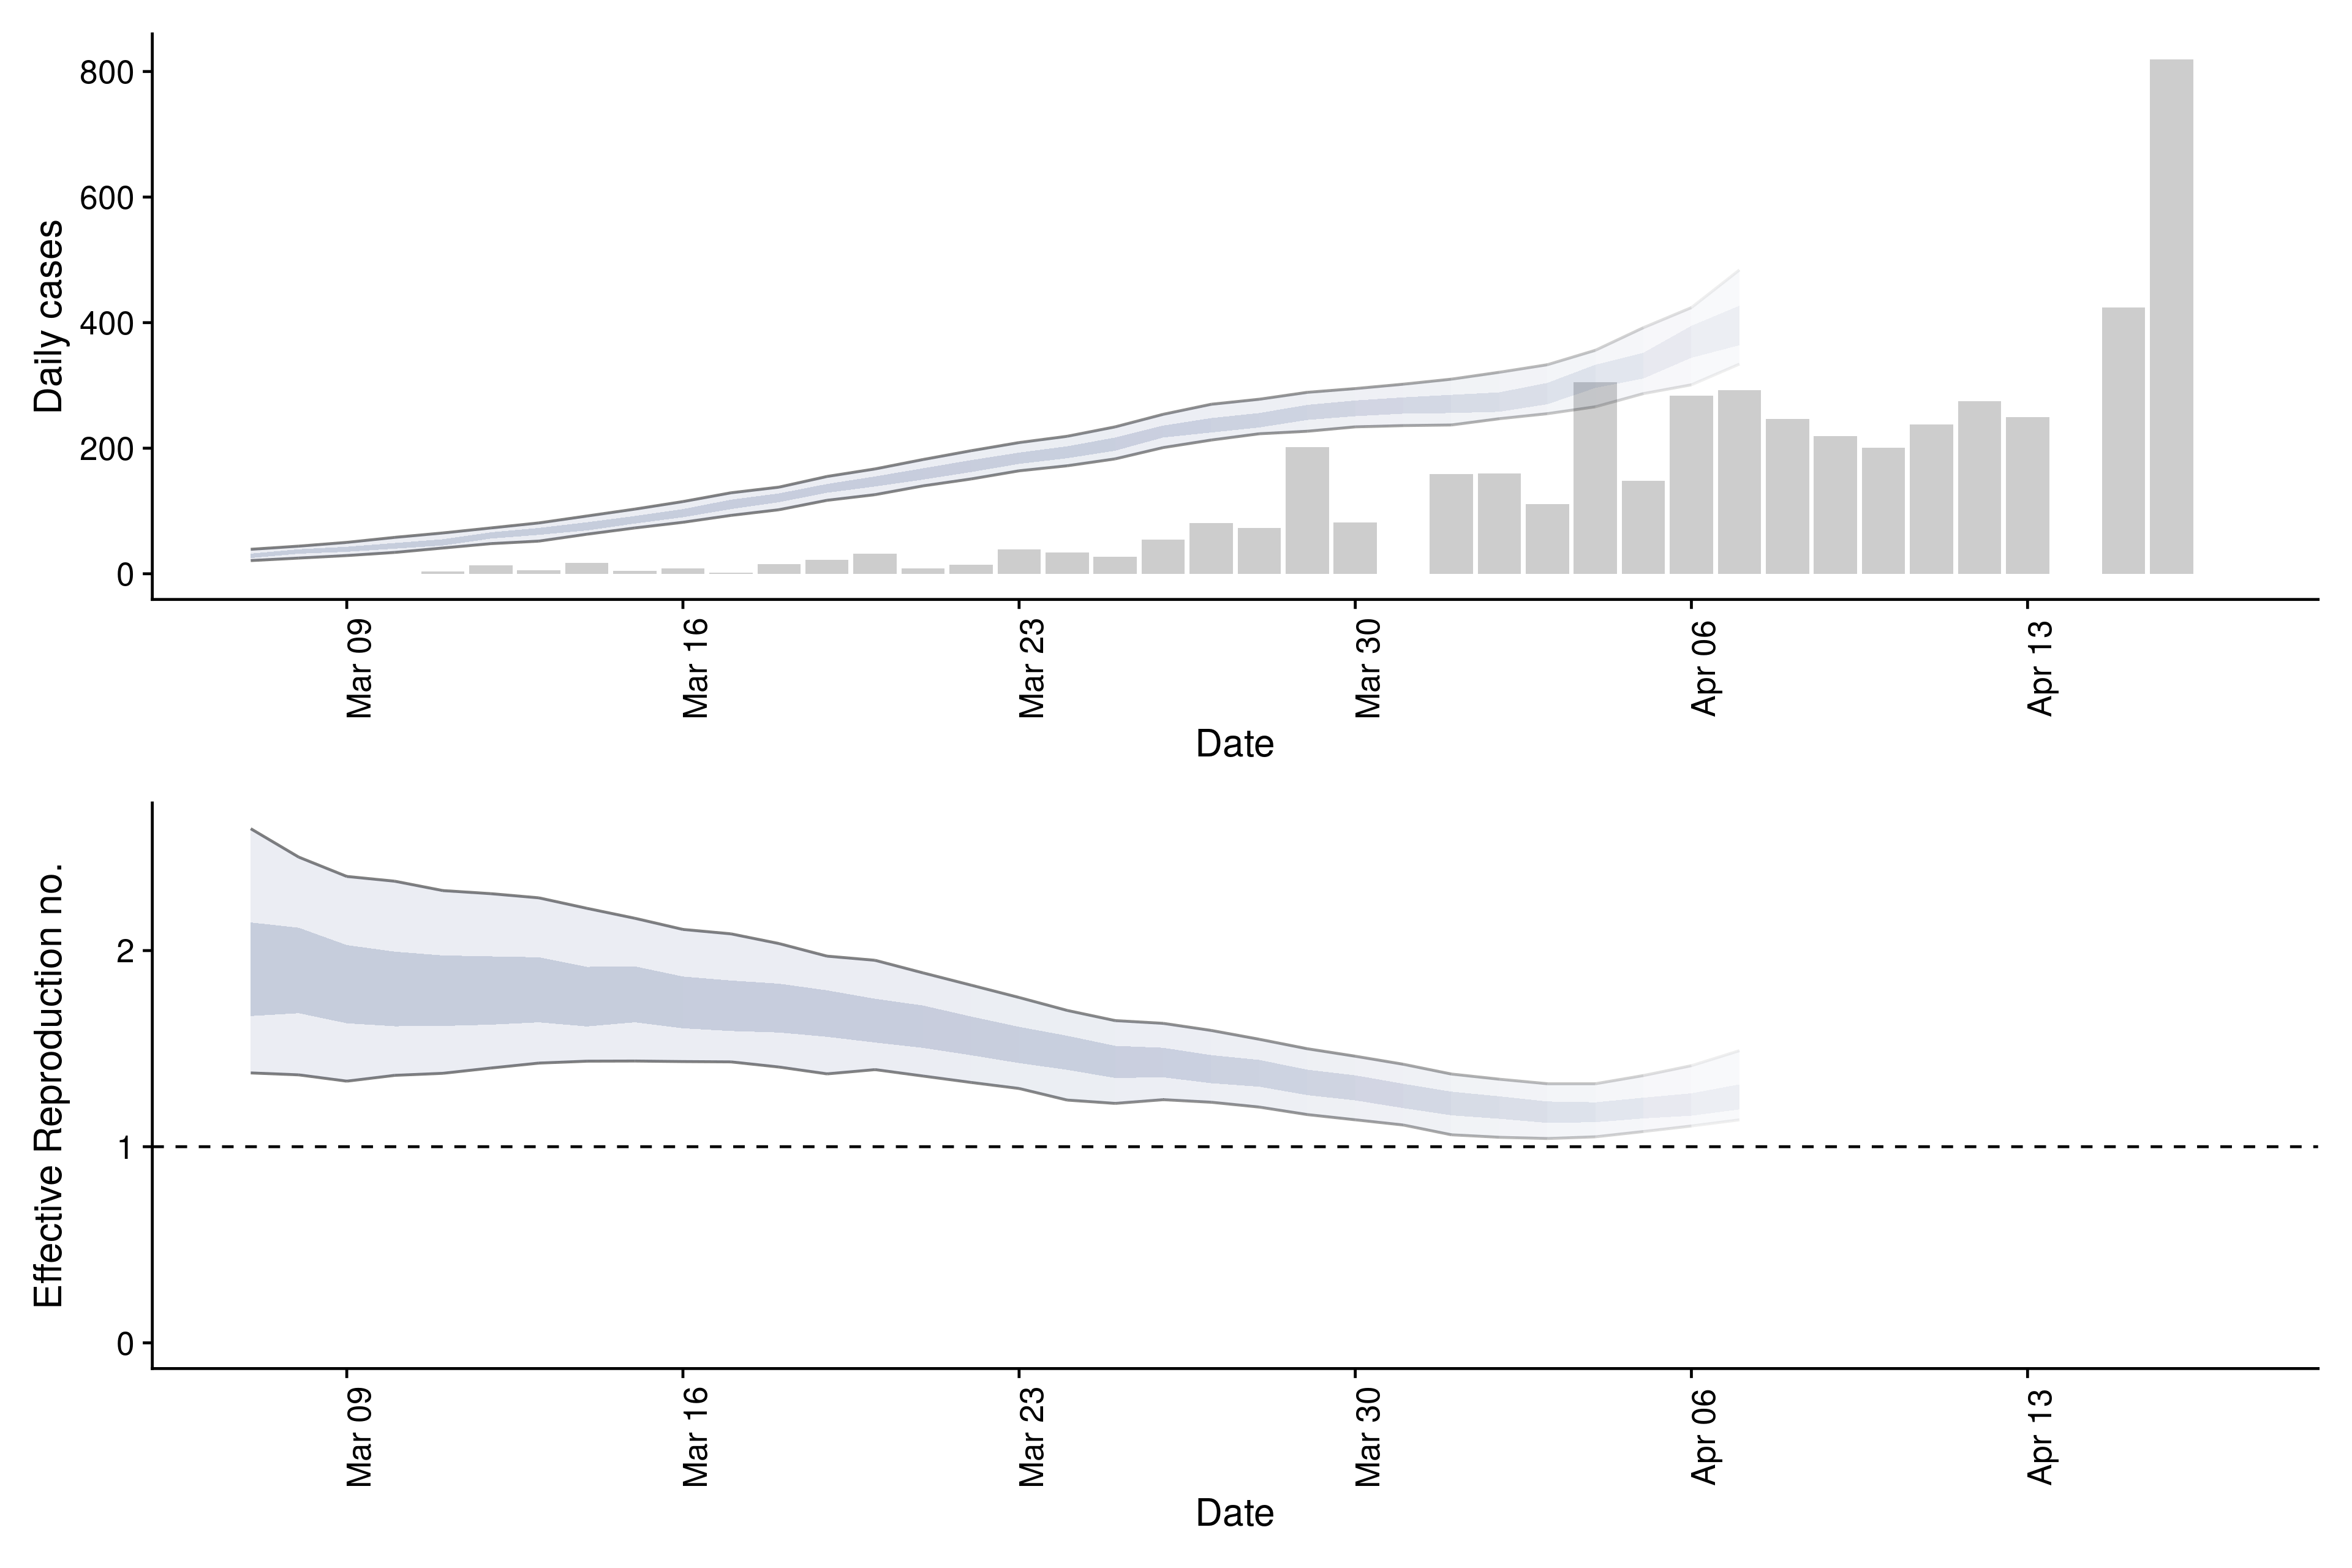 Daily cases
800
600
400
200
0
Mar 09
Mar 16
Mar 23
Mar 30
Apr 06
Apr 13
Date
Effective Reproduction no.
2
1
0
Mar 09
Mar 16
Mar 23
Mar 30
Apr 06
Apr 13
Date